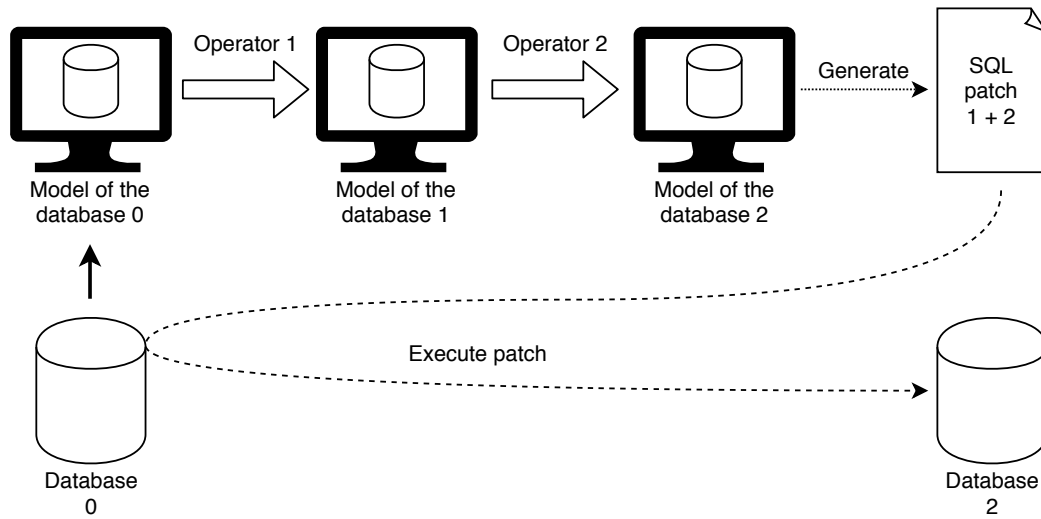 Operator 1
Operator 2
Generate
SQL
patch
1 + 2
Model of the
database 0
Model of the
database 1
Model of the
database 2
Execute patch
Database
0
Database
2